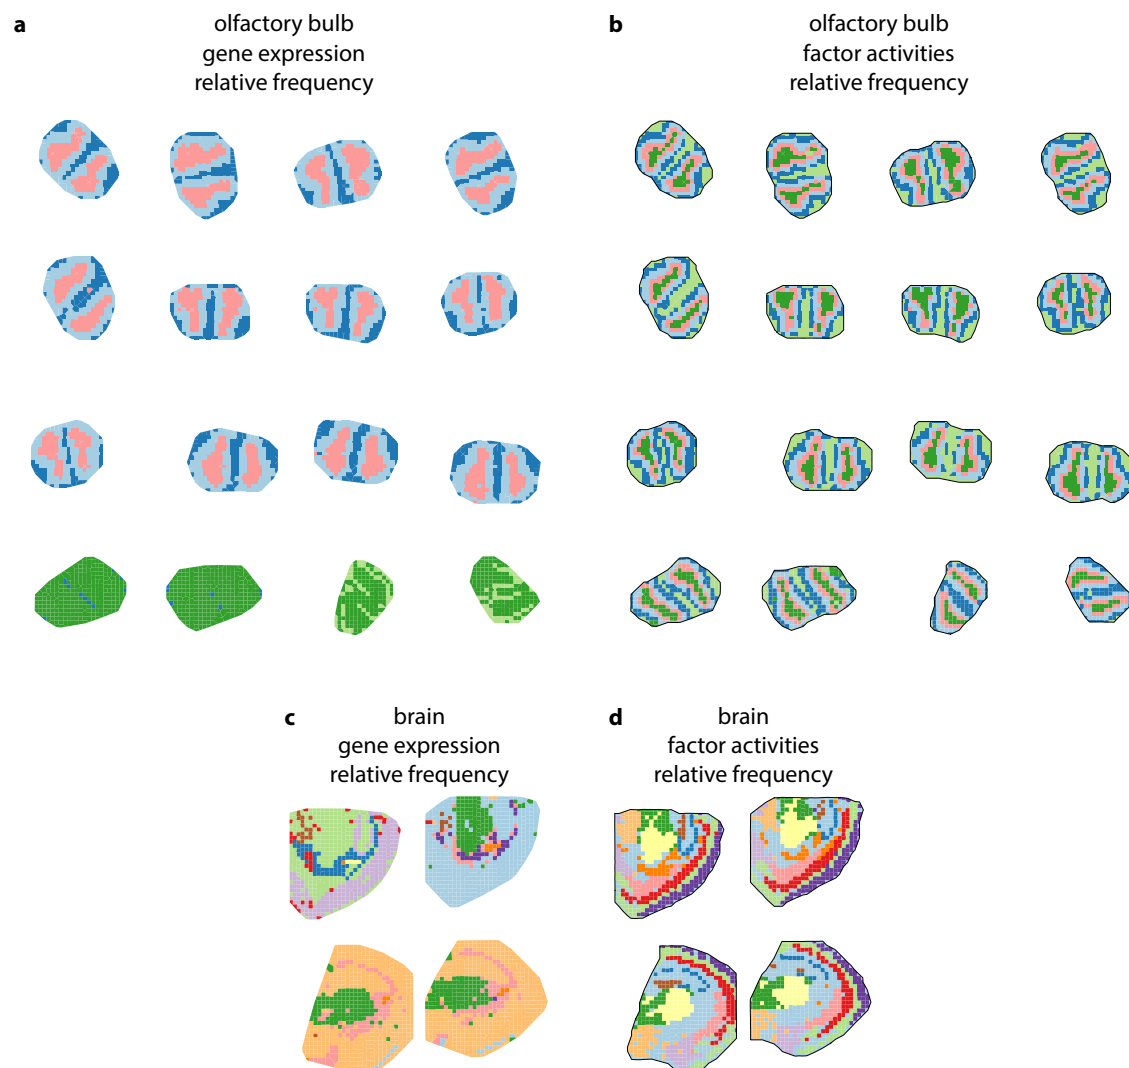 a
olfactory bulb
gene expression
relative frequency
b
olfactory bulb
factor activities
relative frequency
c
brain
gene expression
relative frequency
d
brain
factor activities
relative frequency